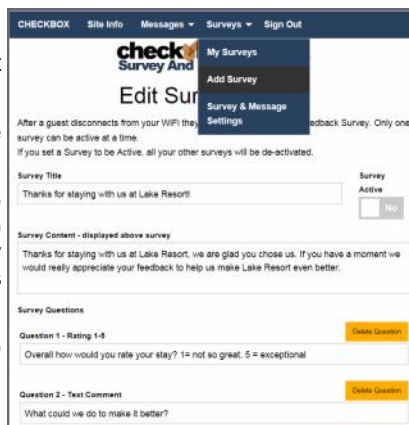 CHECKBOX Site Info Messages Surveys Sign Out
My Surveys
Add Survey
Survey & Message
Settings
check
Survey And
Edit Sur
After a guest disconnects from your WiFi they edback Survey. Only one
survey can be active at a time.
If you set a Survey to be Active, all your other surveys will be de-activated.
Survey Title
Survey
Active
Thanks for staying with us at Lake Resort!
No
Survey Content - displayed above survey
Thanks for staying with us at Lake Resort, we are glad you chose us. If you have a moment we
would really appreciate your feedback to help us make Lake Resort even better.
Survey Questions
Question 1 - Rating 1-5
Delete Question
Overall how would you rate your stay? 1= not so great, 5 = exceptional
Question 2 - Text Comment
Delete Question
What could we do to make it better?